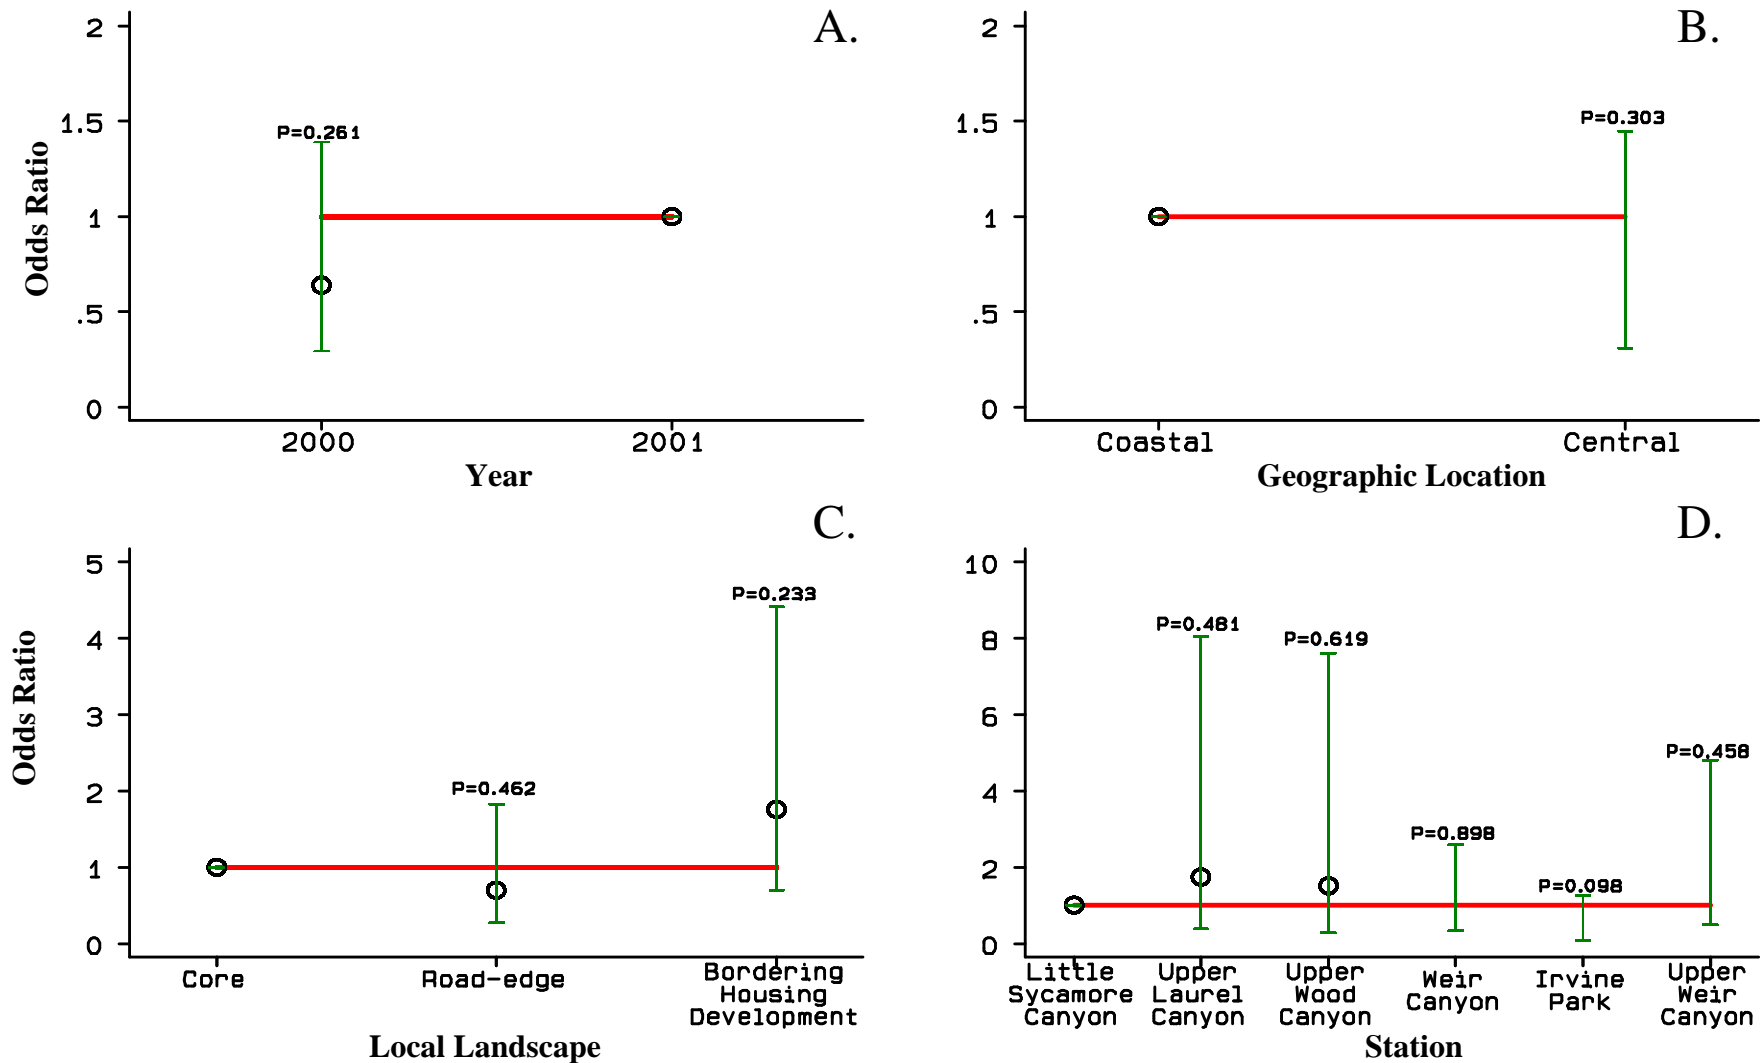 A.
2
1.5
1
.5
0
Odds Ratio
P=0.261
2000
2001
Year
B.
2
1.5
1
.5
0
P=0.303
Coastal
Central
Geographic Location
C.
5
4
3
2
1
0
Odds Ratio
P=0.462
P=0.233
Core
Road-edge
Bordering
Housing
Development
Local Landscape
D.
10
8
6
4
2
0
P=0.481
P=0.619
P=0.898
P=0.098
P=0.458
Little
Sycamore
Canyon
Upper
Laurel
Canyon
Upper
Wood
Canyon
Weir
Canyon
Irvine
Park
Upper
Weir
Canyon
Station